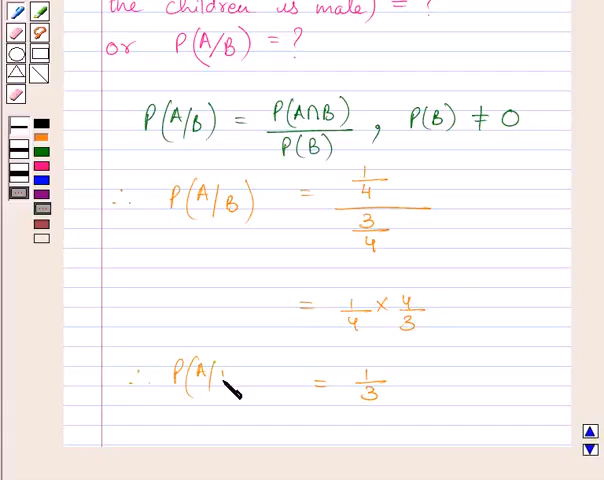 the children is male) = ?
or P(A/B) = ?
P(A/B) = P(A∩B)/P(B) , P(B) ≠ 0
∴ P(A/B) = 1/4 / 3/4
= 1/4 × 4/3
∴ P(A/ = 1/3